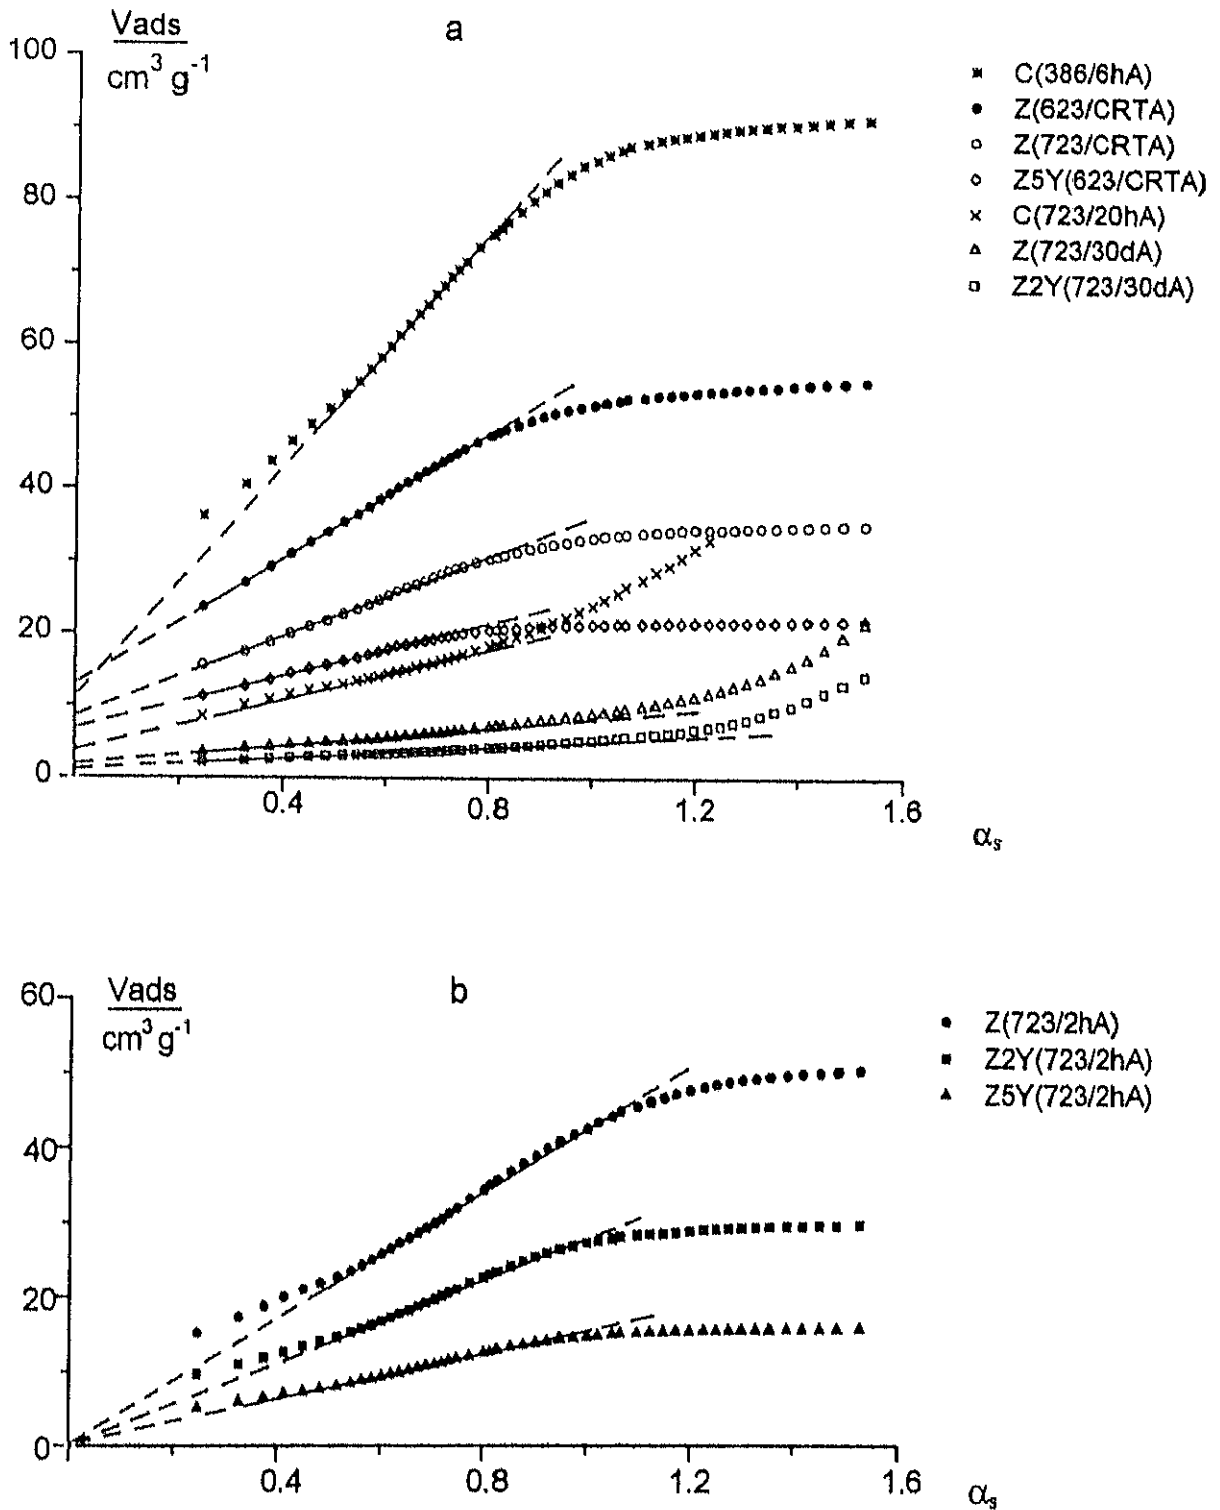 a
Vads
cm³ g⁻¹
100
80
60
40
20
0
0.4
0.8
1.2
1.6
αₛ
C(386/6hA)
Z(623/CRTA)
Z(723/CRTA)
Z5Y(623/CRTA)
C(723/20hA)
Z(723/30dA)
Z2Y(723/30dA)
b
Vads
cm³ g⁻¹
60
40
20
0
0.4
0.8
1.2
1.6
αₛ
Z(723/2hA)
Z2Y(723/2hA)
Z5Y(723/2hA)